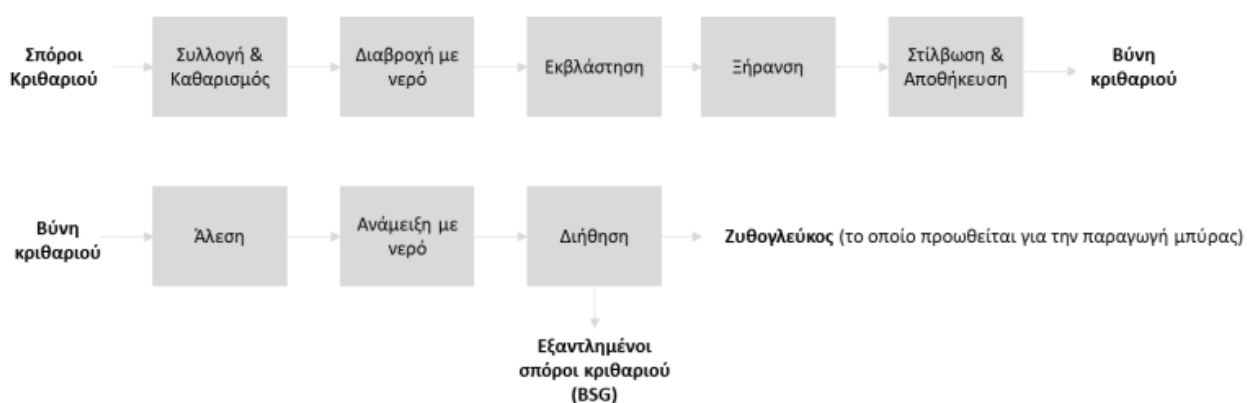 Σπόροι
Κριθαριού
Συλλογή &
Καθαρισμός
Διαβροχή με
νερό
Εκβλάστηση
Ξήρανση
Στίλβωση &
Αποθήκευση
Βύνη
κριθαριού
Βύνη
κριθαριού
Άλεση
Ανάμειξη με
νερό
Διήθηση
Ζυθογλεύκος (το οποίο προωθείται για την παραγωγή μπύρας)
Εξαντλημένοι
σπόροι κριθαριού
(BSG)